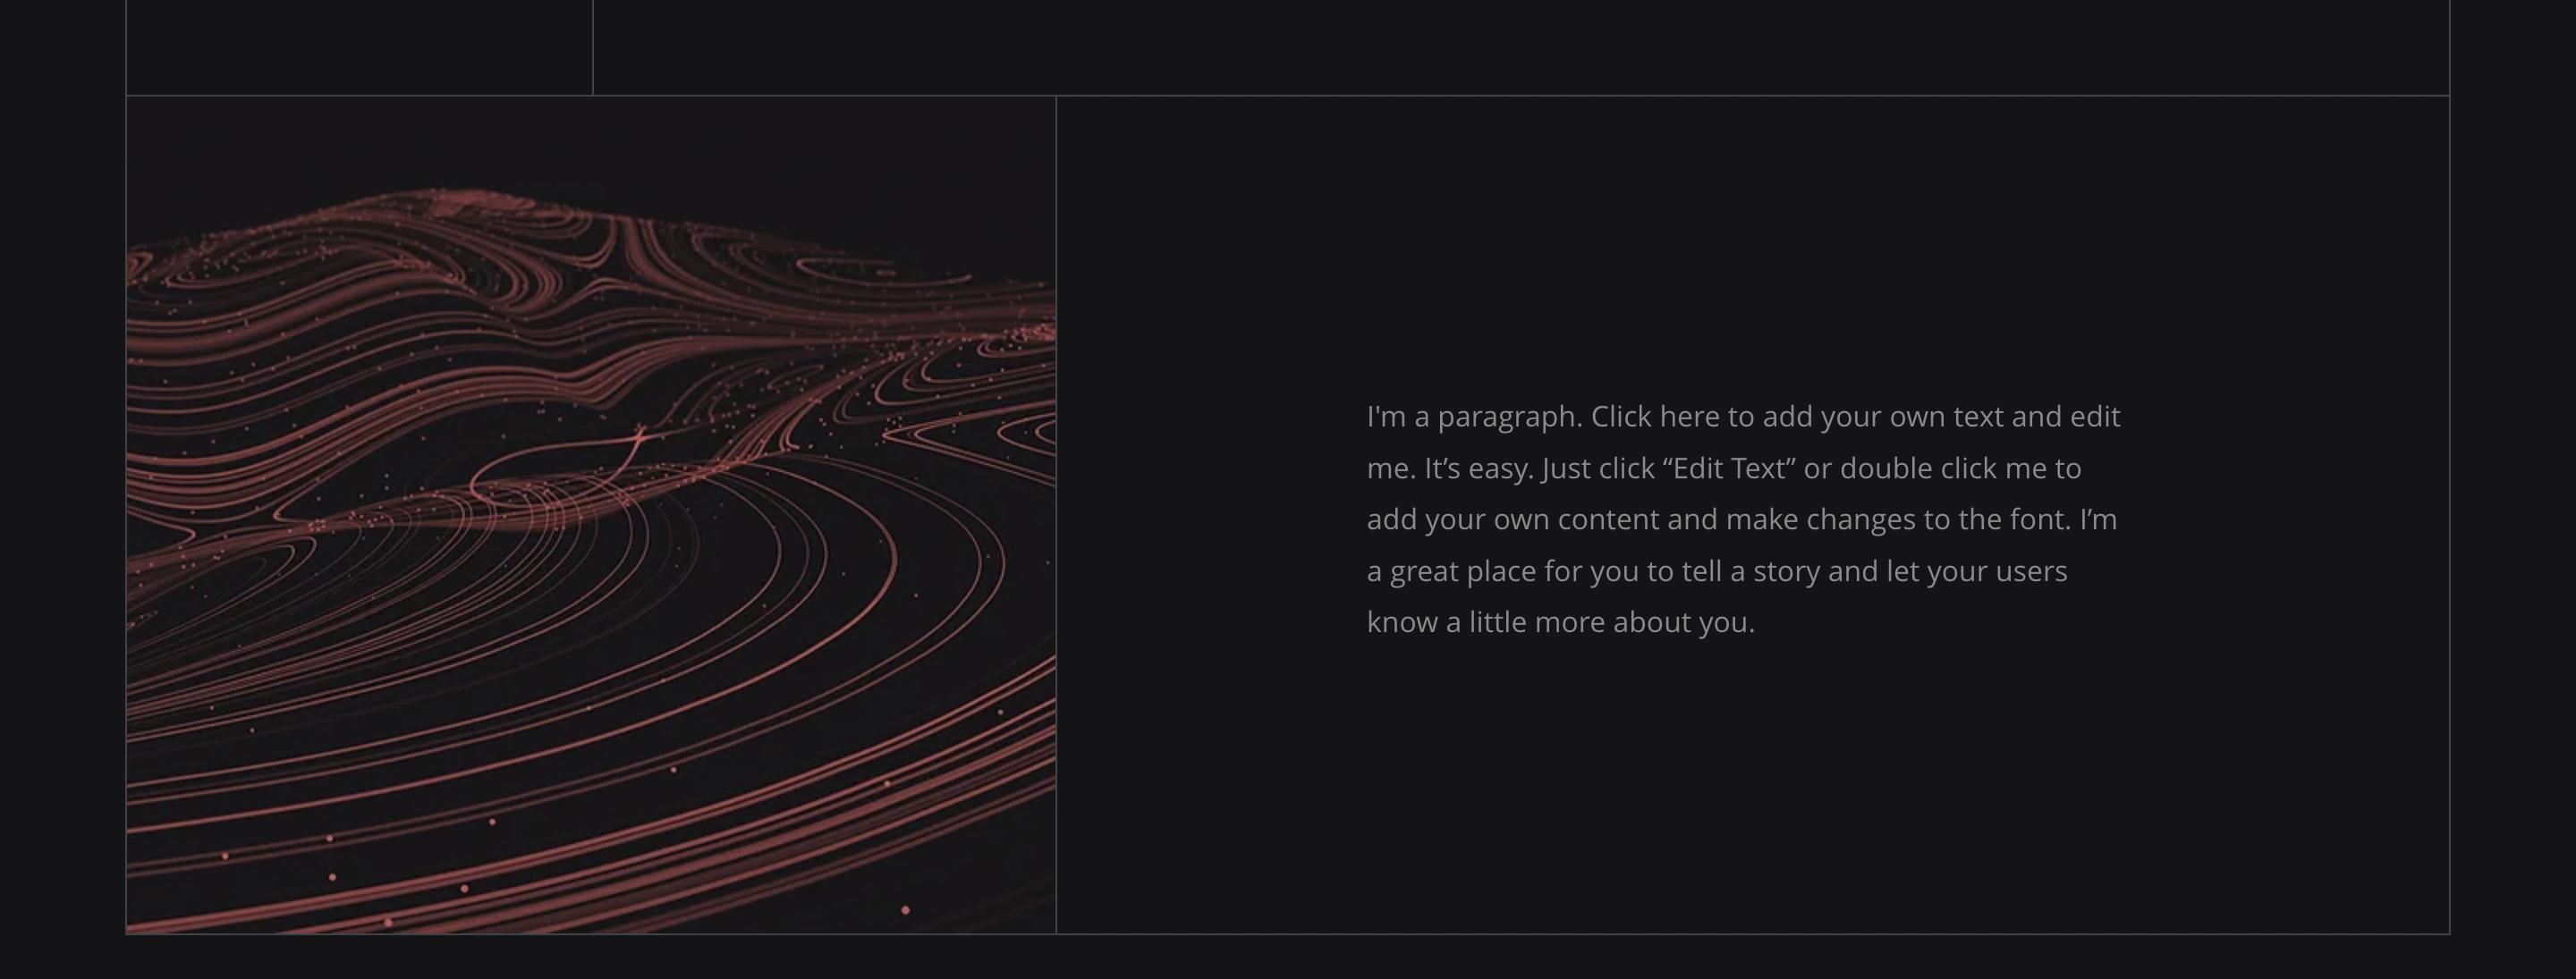 I'm a paragraph. Click here to add your own text and edit
me. It’s easy. Just click “Edit Text” or double click me to
add your own content and make changes to the font. I’m
a great place for you to tell a story and let your users
know a little more about you.